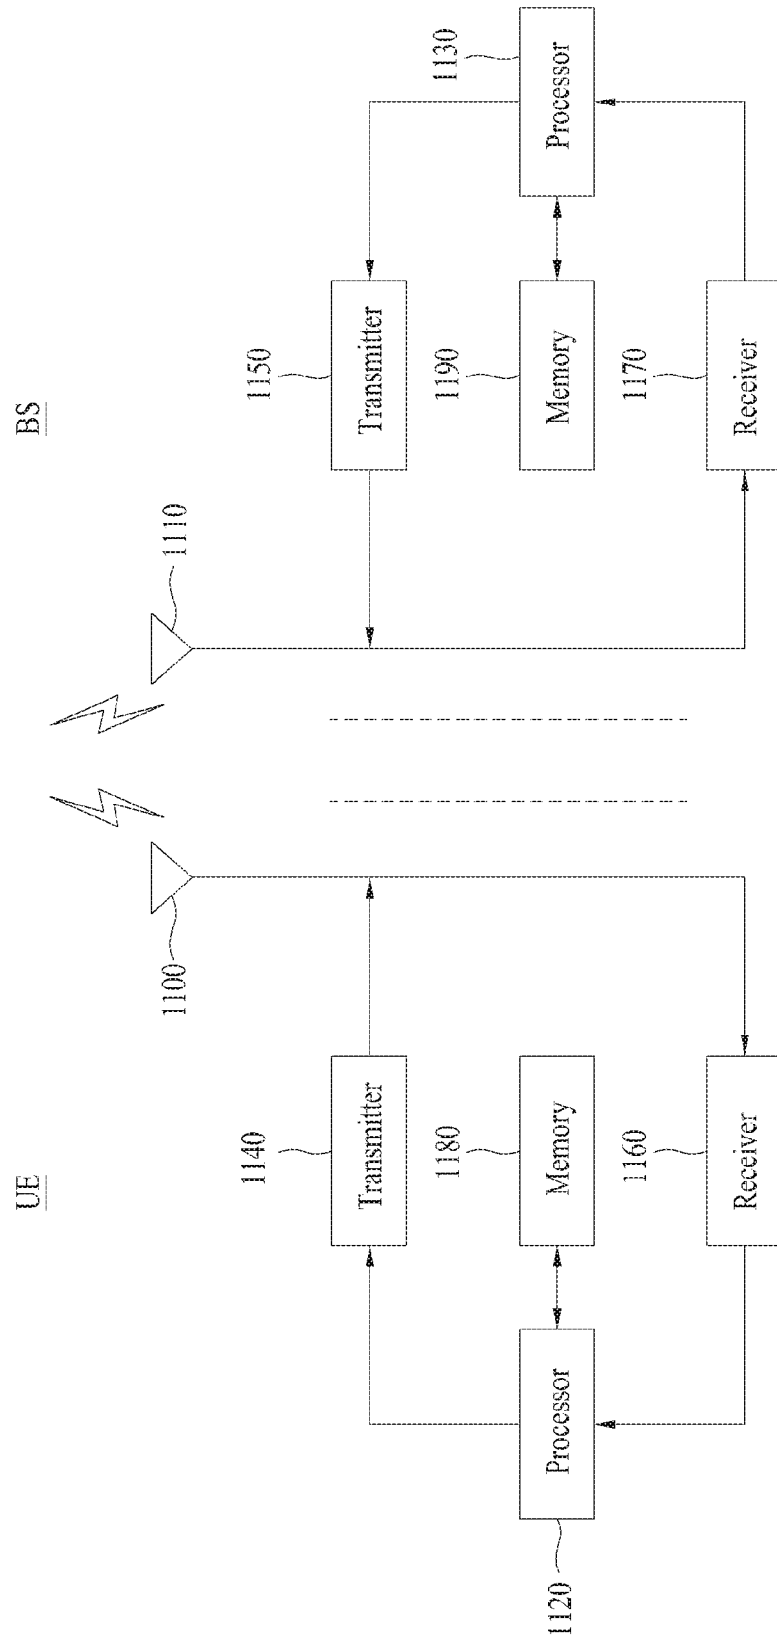 UE
BS
1100
1110
1140
Transmitter
1150
Transmitter
1120
Processor
1180
Memory
1190
Memory
1130
Processor
1160
Receiver
1170
Receiver